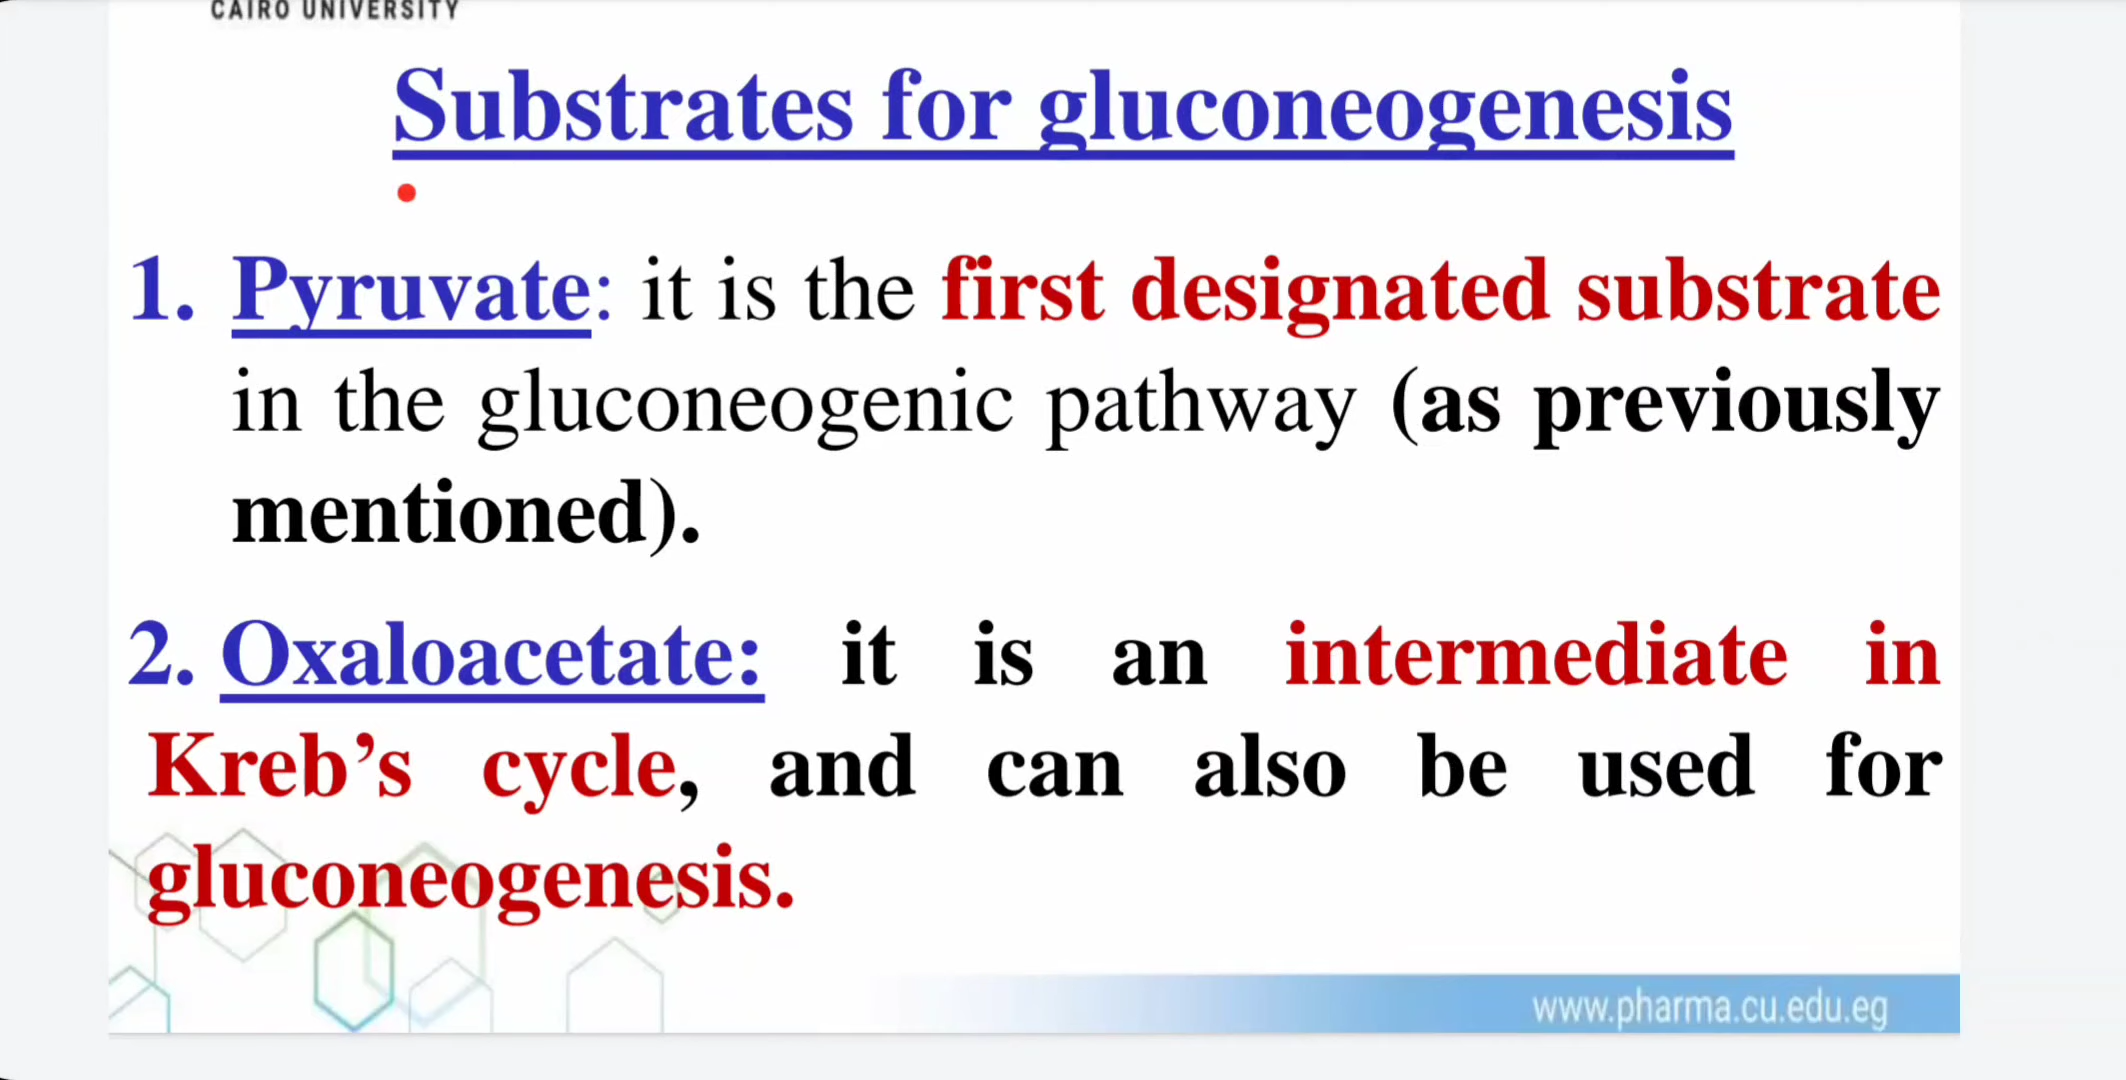 CAIRO UNIVERSITY
Substrates for gluconeogenesis
1. Pyruvate: it is the first designated substrate
in the gluconeogenic pathway (as previously
mentioned).
2. Oxaloacetate: it is an intermediate in
Kreb’s cycle, and can also be used for
gluconeogenesis.
www.pharma.cu.edu.eg